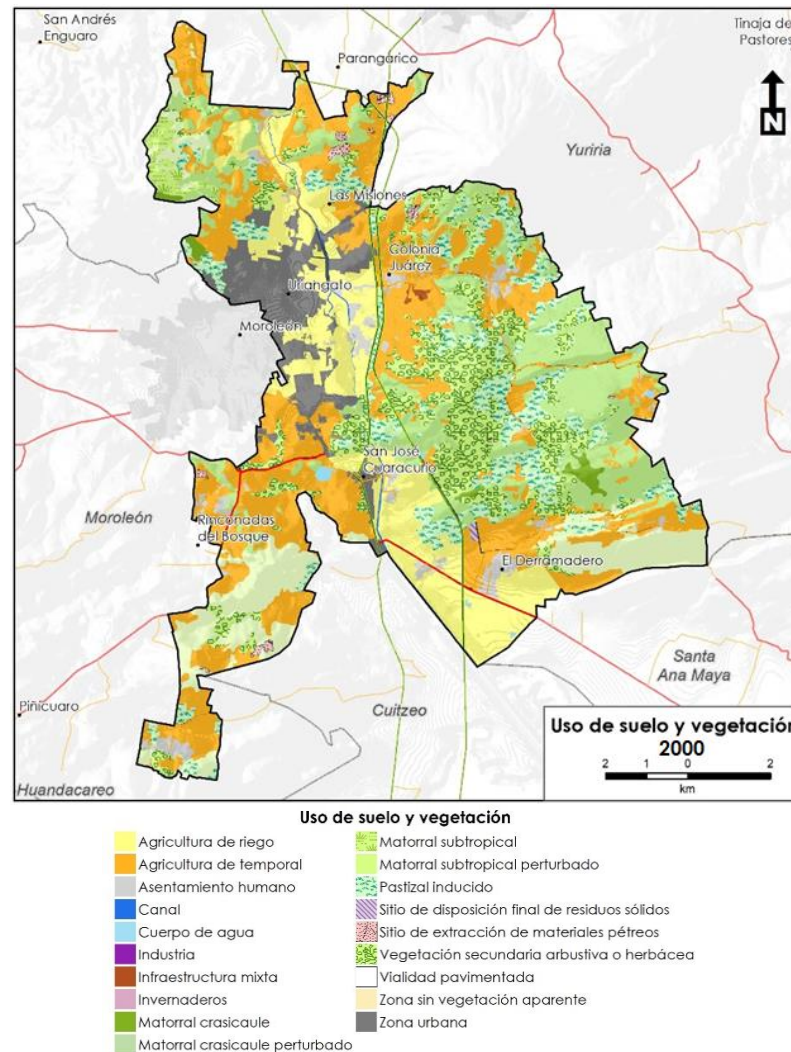 San Andrés
Enguaro
Tinaja de
Pastores
Parangarico
N
Yuriria
Las Misiones
Colonia
Juárez
Uriangato
Moroleón
San José
Cuaracurio
Moroleón
Rinconadas
del Bosque
El Derramadero
Santa
Ana Maya
Piñicuaro
Cuitzeo
Huandacareo
Uso de suelo y vegetación
2000
2 1 0 2
km
Uso de suelo y vegetación
Agricultura de riego
Agricultura de temporal
Asentamiento humano
Canal
Cuerpo de agua
Industria
Infraestructura mixta
Invernaderos
Matorral crasicaule
Matorral crasicaule perturbado
Matorral subtropical
Matorral subtropical perturbado
Pastizal inducido
Sitio de disposición final de residuos sólidos
Sitio de extracción de materiales pétreos
Vegetación secundaria arbustiva o herbácea
Vialidad pavimentada
Zona sin vegetación aparente
Zona urbana